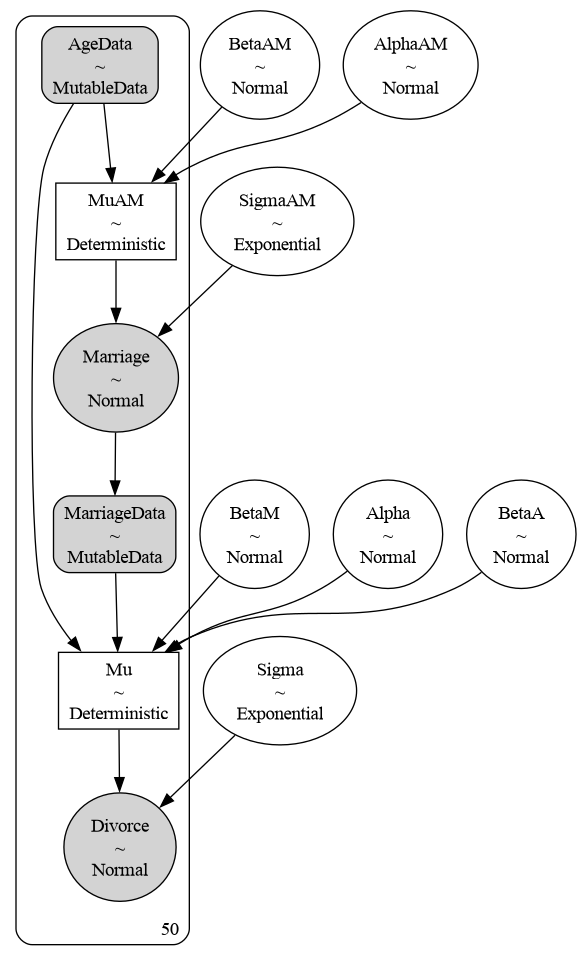 AgeData
~
MutableData
BetaAM
~
Normal
AlphaAM
~
Normal
MuAM
~
Deterministic
SigmaAM
~
Exponential
Marriage
~
Normal
MarriageData
~
MutableData
BetaM
~
Normal
Alpha
~
Normal
BetaA
~
Normal
Mu
~
Deterministic
Sigma
~
Exponential
Divorce
~
Normal
50